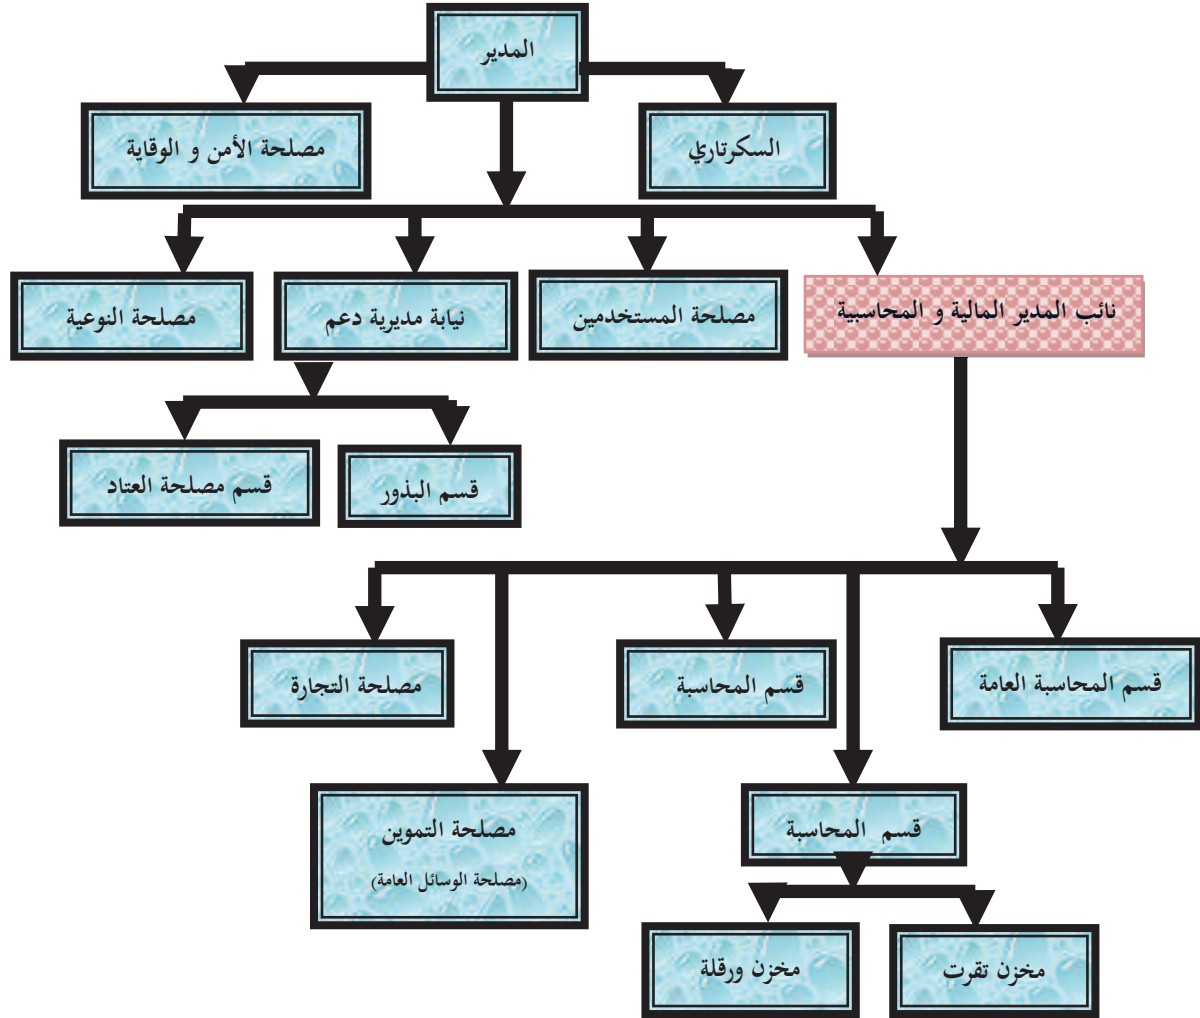 المدير
السكرتاري
مصلحة الأمن و الوقاية
نائب المدير المالية و المحاسبية
مصلحة المستخدمين
نيابة مديرية دعم
مصلحة النوعية
قسم البذور
قسم مصلحة العتاد
قسم المحاسبة العامة
قسم المحاسبة
مصلحة التجارة
قسم المحاسبة
مصلحة التموين
(مصلحة الوسائل العامة)
مخزن تقرت
مخزن ورقلة